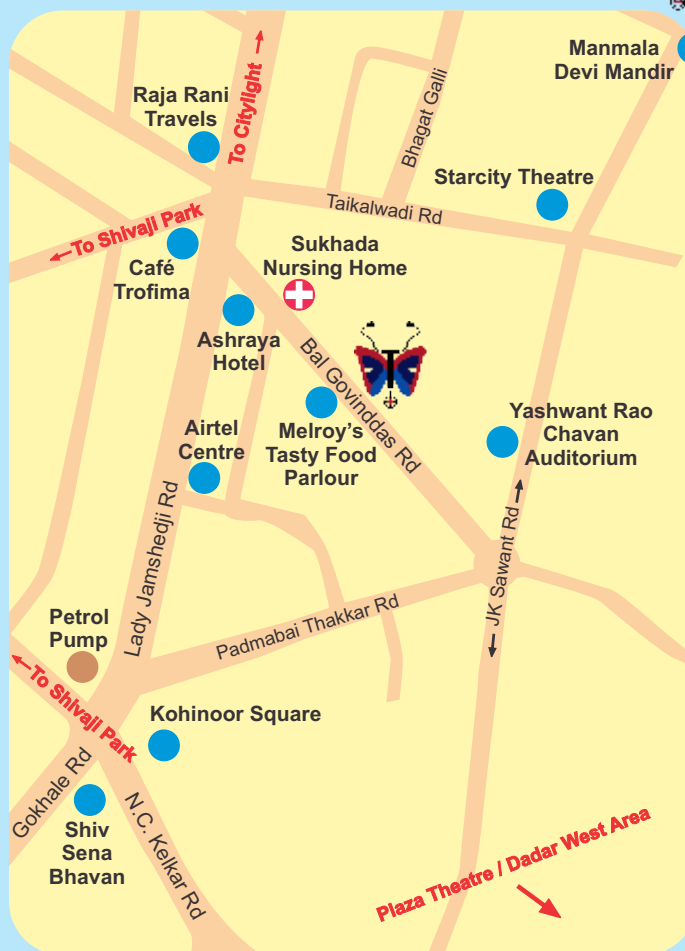 Manmala
Devi Mandir
Raja Rani
Travels
To Citylight
Bhagat Galli
Starcity Theatre
Taikalwadi Rd
To Shivaji Park
Café
Trofima
Sukhada
Nursing Home
Ashraya
Hotel
Bal Govinddas Rd
Melroy’s
Tasty Food
Parlour
Airtel
Centre
Yashwant Rao
Chavan
Auditorium
Lady Jamshedji Rd
JK Sawant Rd
Padmabai Thakkar Rd
Petrol
Pump
To Shivaji Park
Kohinoor Square
Gokhale Rd
Shiv
Sena
Bhavan
N.C. Kelkar Rd
Plaza Theatre / Dadar West Area